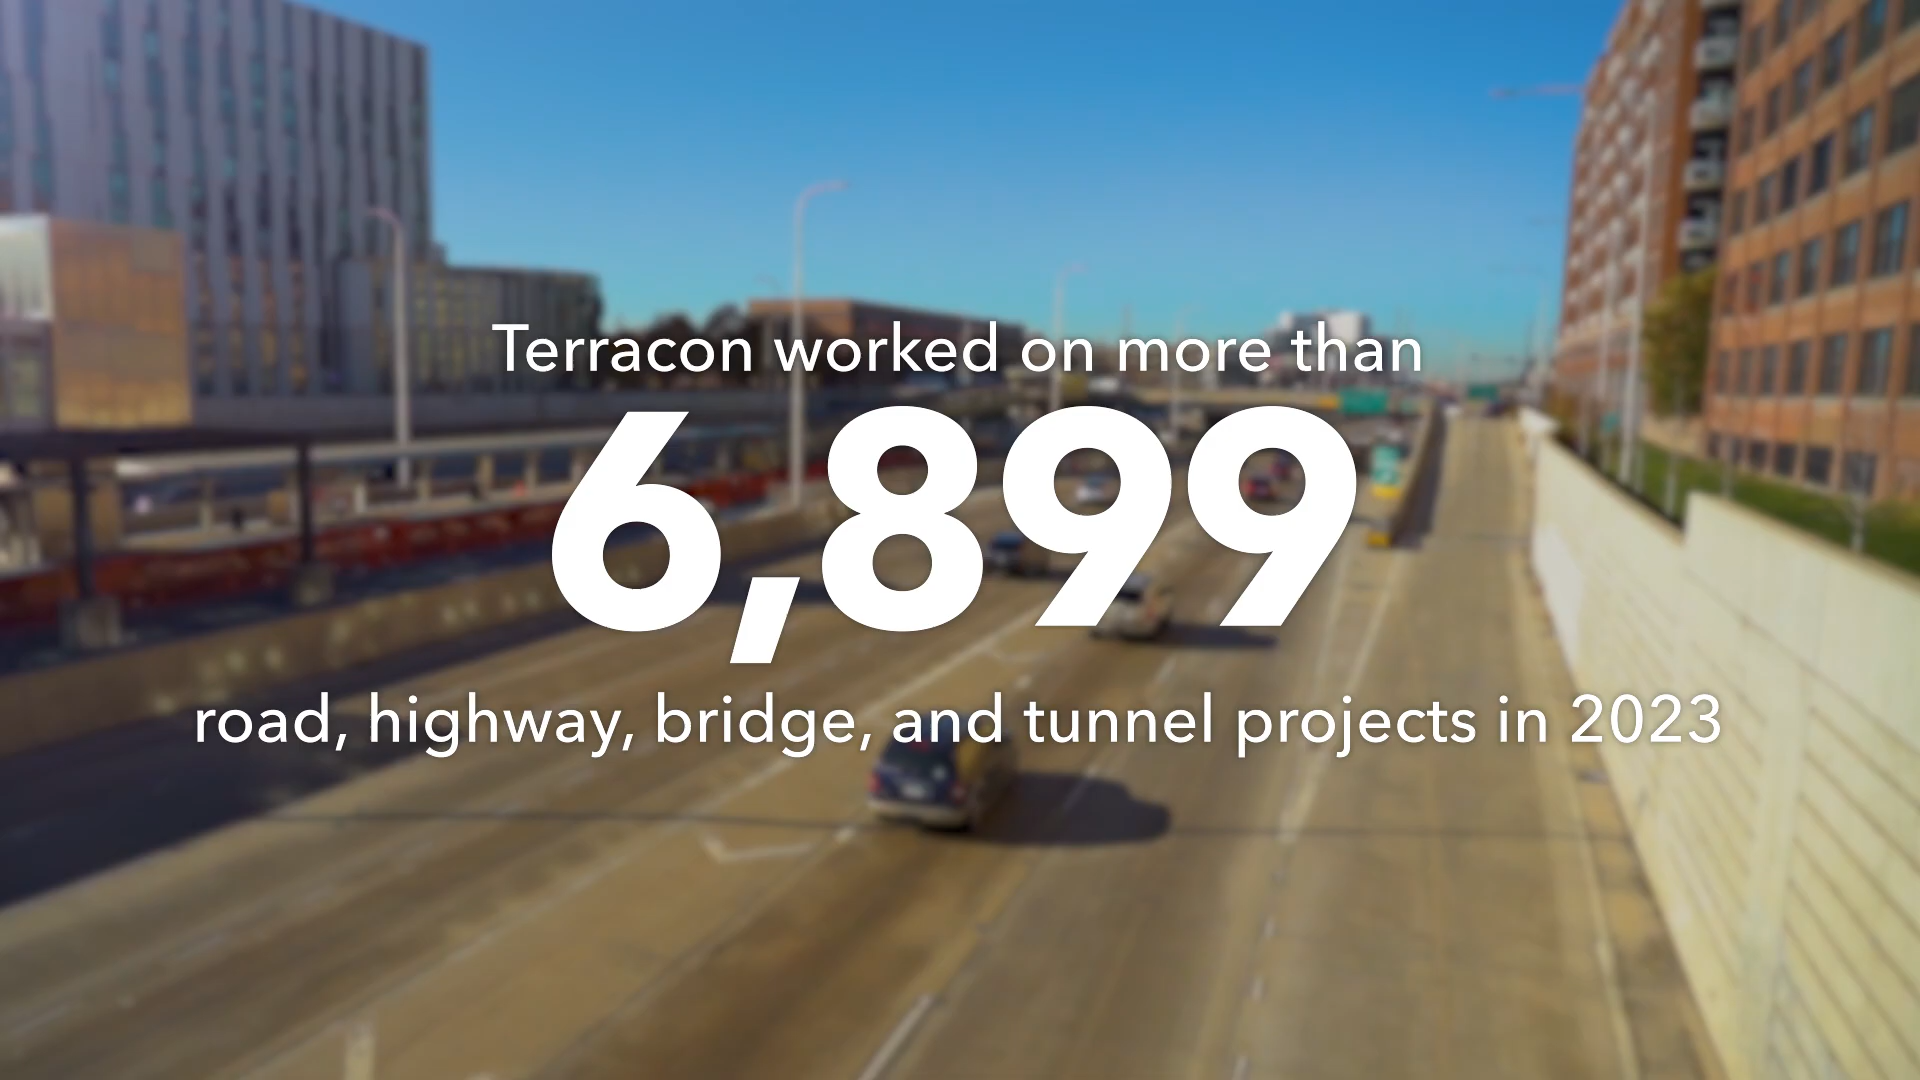 Terracon worked on more than
6,899
road, highway, bridge, and tunnel projects in 2023